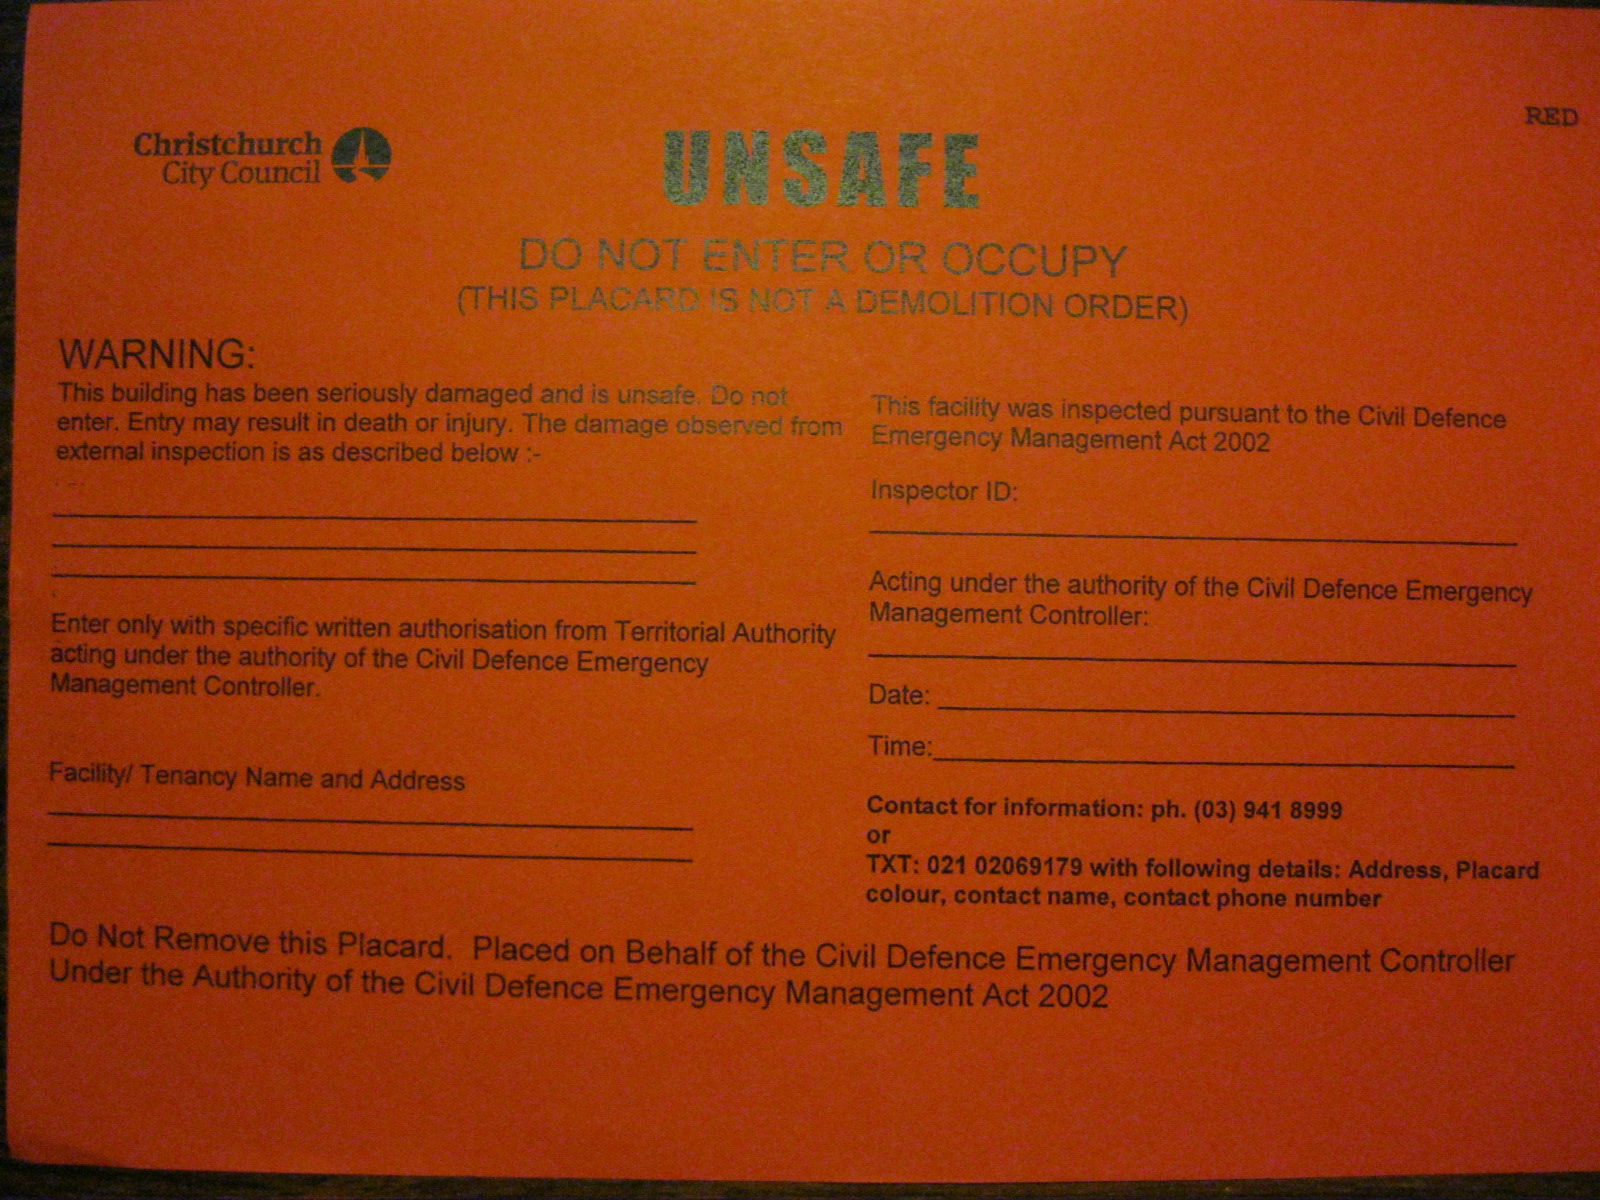 RED
Christchurch
City Council
UNSAFE
DO NOT ENTER OR OCCUPY
(THIS PLACARD IS NOT A DEMOLITION ORDER)
WARNING:
This building has been seriously damaged and is unsafe. Do not
enter. Entry may result in death or injury. The damage observed from
external inspection is as described below :-
Enter only with specific written authorisation from Territorial Authority
acting under the authority of the Civil Defence Emergency
Management Controller.
Facility/ Tenancy Name and Address
This facility was inspected pursuant to the Civil Defence
Emergency Management Act 2002
Inspector ID:
Acting under the authority of the Civil Defence Emergency
Management Controller:
Date:
Time:
Contact for information: ph. (03) 941 8999
or
TXT: 021 02069179 with following details: Address, Placard
colour, contact name, contact phone number
Do Not Remove this Placard. Placed on Behalf of the Civil Defence Emergency Management Controller
Under the Authority of the Civil Defence Emergency Management Act 2002